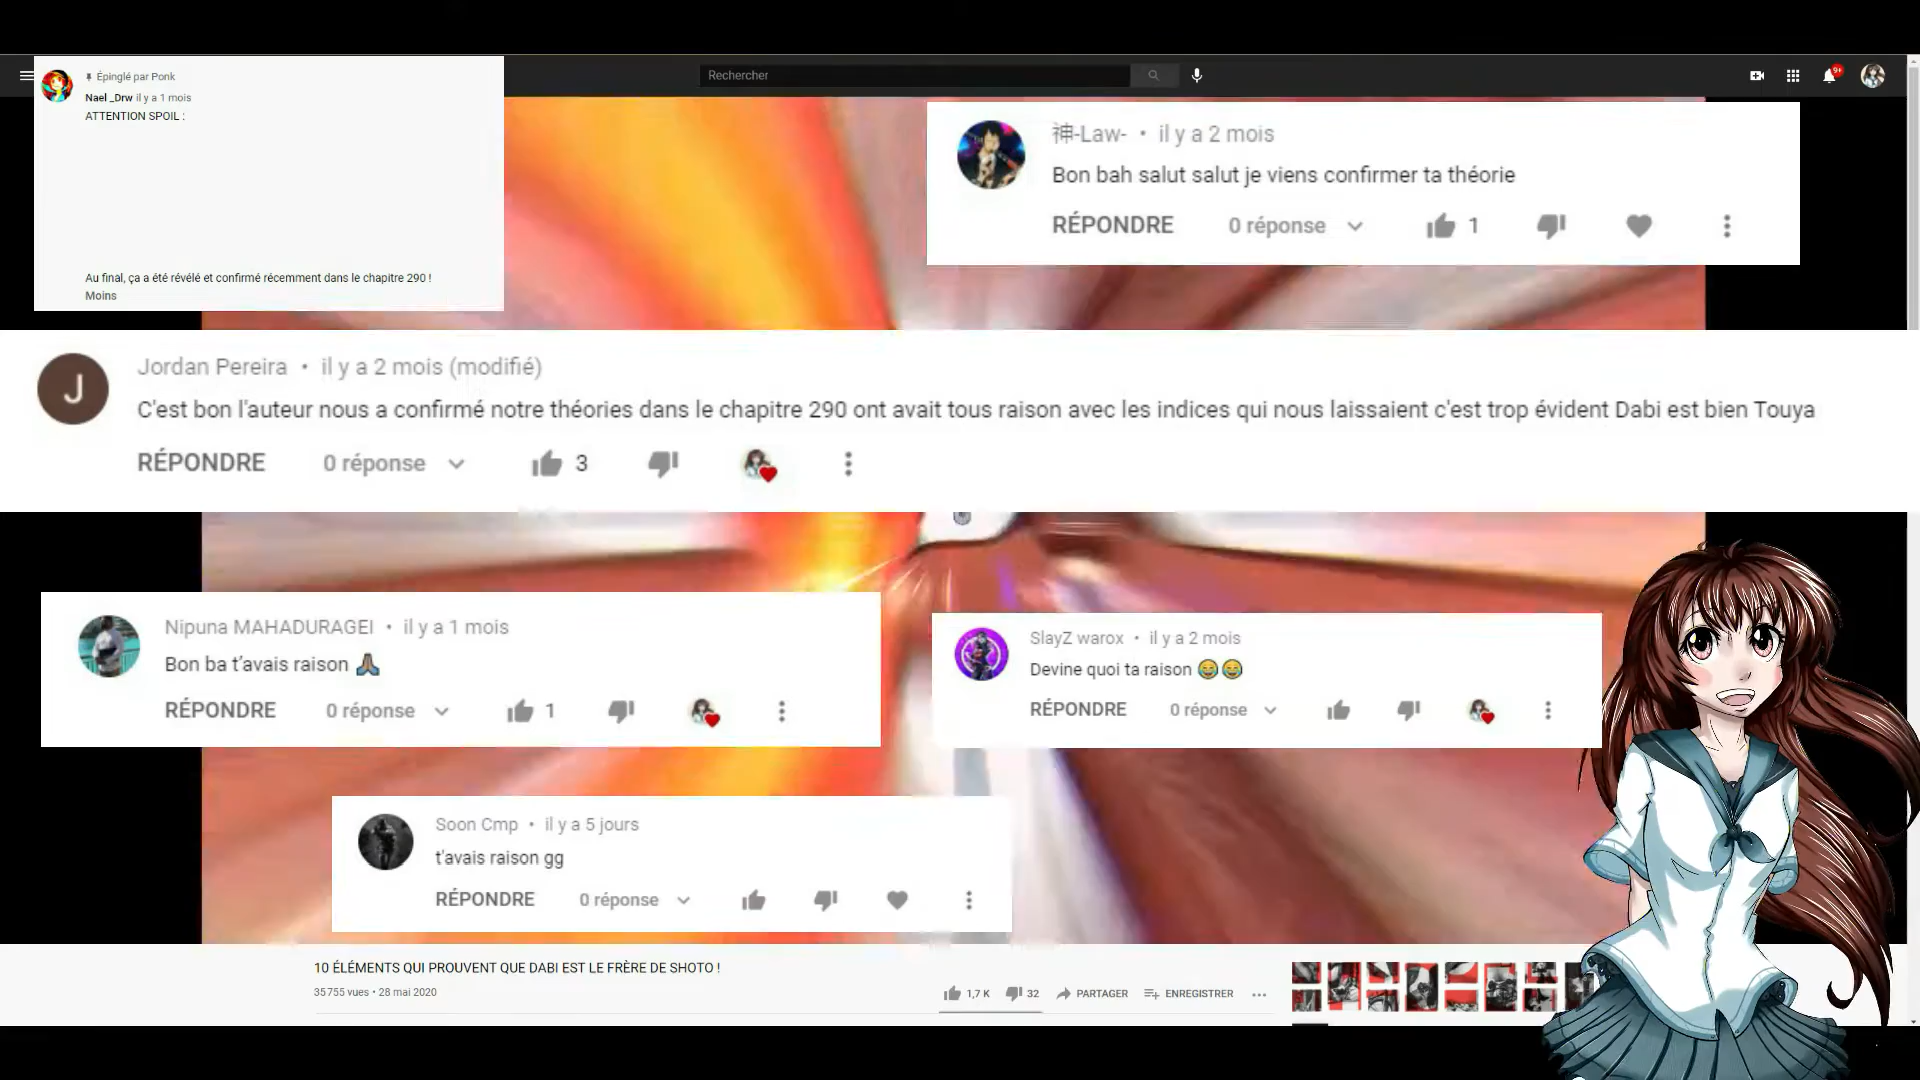 Rechercher
9+
Épinglé par Ponk
Nael _Drw il y a 1 mois
ATTENTION SPOIL :
Au final, ça a été révélé et confirmé récemment dans le chapitre 290 !
Moins
神-Law- • il y a 2 mois
Bon bah salut salut je viens confirmer ta théorie
RÉPONDRE 0 réponse 1
J
Jordan Pereira • il y a 2 mois (modifié)
C'est bon l'auteur nous a confirmé notre théories dans le chapitre 290 ont avait tous raison avec les indices qui nous laissaient c'est trop évident Dabi est bien Touya
RÉPONDRE 0 réponse 3
Nipuna MAHADURAGEI • il y a 1 mois
Bon ba t'avais raison 🙏🏽
RÉPONDRE 0 réponse 1
SlayZ warox • il y a 2 mois
Devine quoi ta raison 😂😂
RÉPONDRE 0 réponse
Soon Cmp • il y a 5 jours
t'avais raison gg
RÉPONDRE 0 réponse
10 ÉLÉMENTS QUI PROUVENT QUE DABI EST LE FRÈRE DE SHOTO !
35 755 vues • 28 mai 2020
1,7 K 32 PARTAGER ENREGISTRER